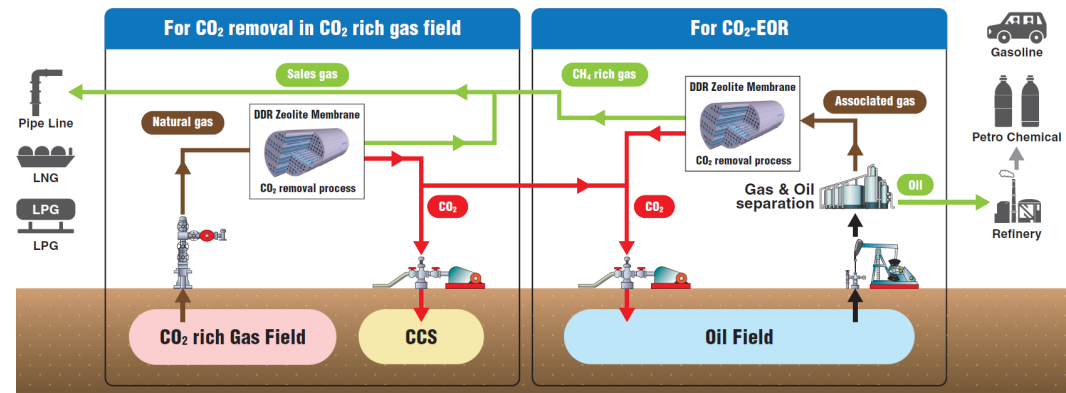 For CO₂ removal in CO₂ rich gas field
For CO₂-EOR
Gasoline
Sales gas
CH₄ rich gas
Pipe Line
Natural gas
DDR Zeolite Membrane
CO₂ removal process
DDR Zeolite Membrane
CO₂ removal process
Associated gas
Petro Chemical
LNG
LPG
LPG
CO₂
CO₂
Gas & Oil
separation
Oil
Refinery
CO₂ rich Gas Field
CCS
Oil Field